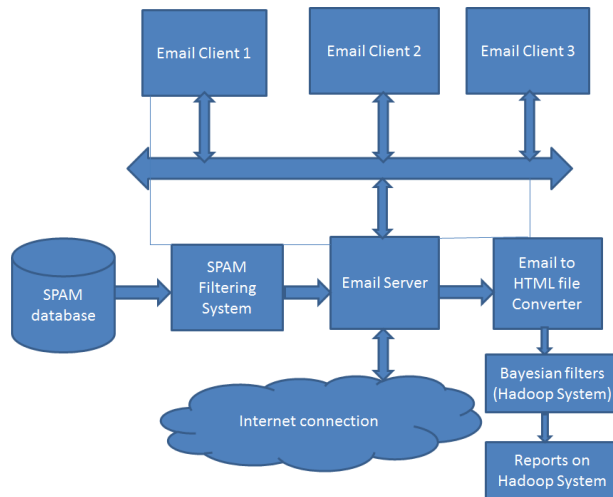 Email Client 1
Email Client 2
Email Client 3
SPAM
database
SPAM
Filtering
System
Email Server
Email to
HTML file
Converter
Bayesian filters
(Hadoop System)
Internet connection
Reports on
Hadoop System